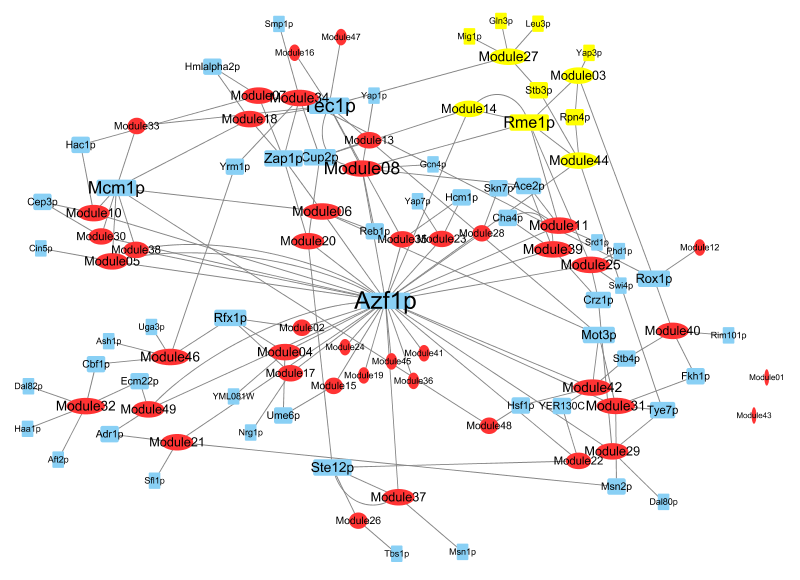 Smp1p
Gln3p
Leu3p
Mig1p
Module47
Module16
Module27
Yap3p
Hmlalpha2p
Module03
Stb3p
Module07
Module34
Yap1p
Tec1p
Module14
Module18
Rpn4p
Rme1p
Module33
Module13
Hac1p
Zap1p
Cup2p
Module44
Yrm1p
Module08
Gcn4p
Mcm1p
Skn7p
Ace2p
Cep3p
Yap7p
Hcm1p
Module10
Module06
Cha4p
Module11
Reb1p
Module30
Module20
Module35
Module23
Module28
Srd1p
Cin5p
Module38
Module39
Phd1p
Module12
Module05
Module25
Rox1p
Swi4p
Azf1p
Crz1p
Rfx1p
Uga3p
Module02
Mot3p
Module40
Rim101p
Ash1p
Module24
Module41
Module04
Module46
Module45
Stb4p
Cbf1p
Module17
Module19
Module36
Fkh1p
Module01
Ecm22p
Dal82p
Module15
Module42
YML081W
Module32
Module49
Hsf1p
YER130C
Module31
Tye7p
Module43
Ume6p
Haa1p
Module48
Nrg1p
Adr1p
Module21
Module29
Aft2p
Ste12p
Module22
Sfl1p
Msn2p
Module37
Dal80p
Module26
Tbs1p
Msn1p